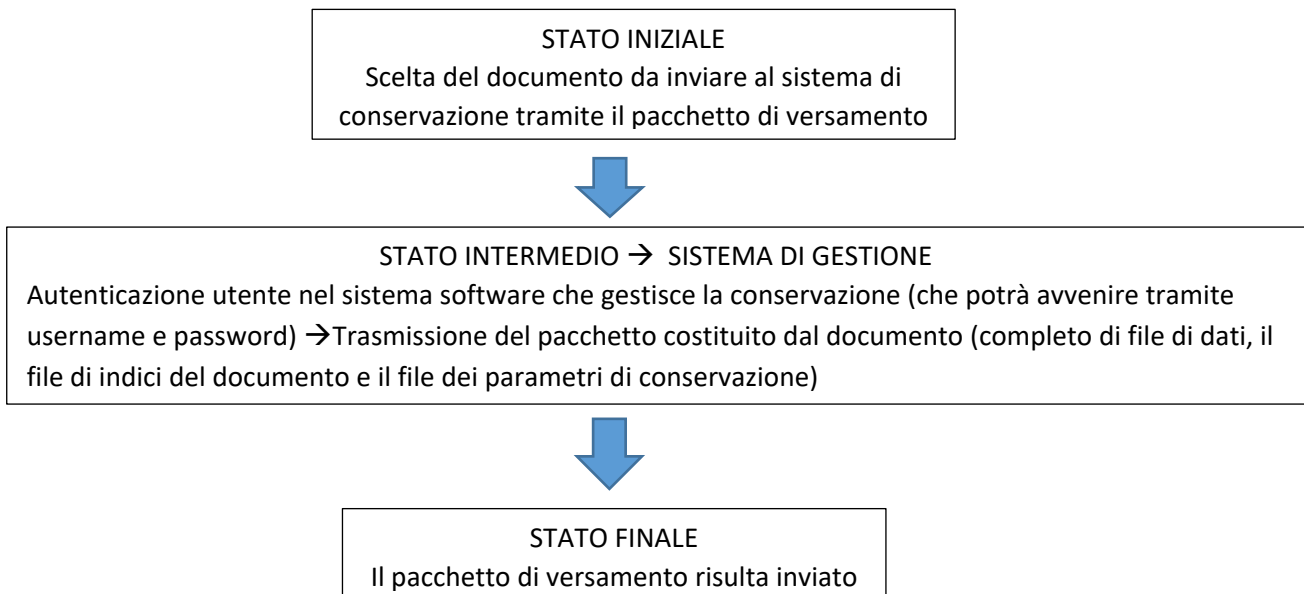 STATO INIZIALE
Scelta del documento da inviare al sistema di
conservazione tramite il pacchetto di versamento
STATO INTERMEDIO → SISTEMA DI GESTIONE
Autenticazione utente nel sistema software che gestisce la conservazione (che potrà avvenire tramite
username e password) →Trasmissione del pacchetto costituito dal documento (completo di file di dati, il
file di indici del documento e il file dei parametri di conservazione)
STATO FINALE
Il pacchetto di versamento risulta inviato